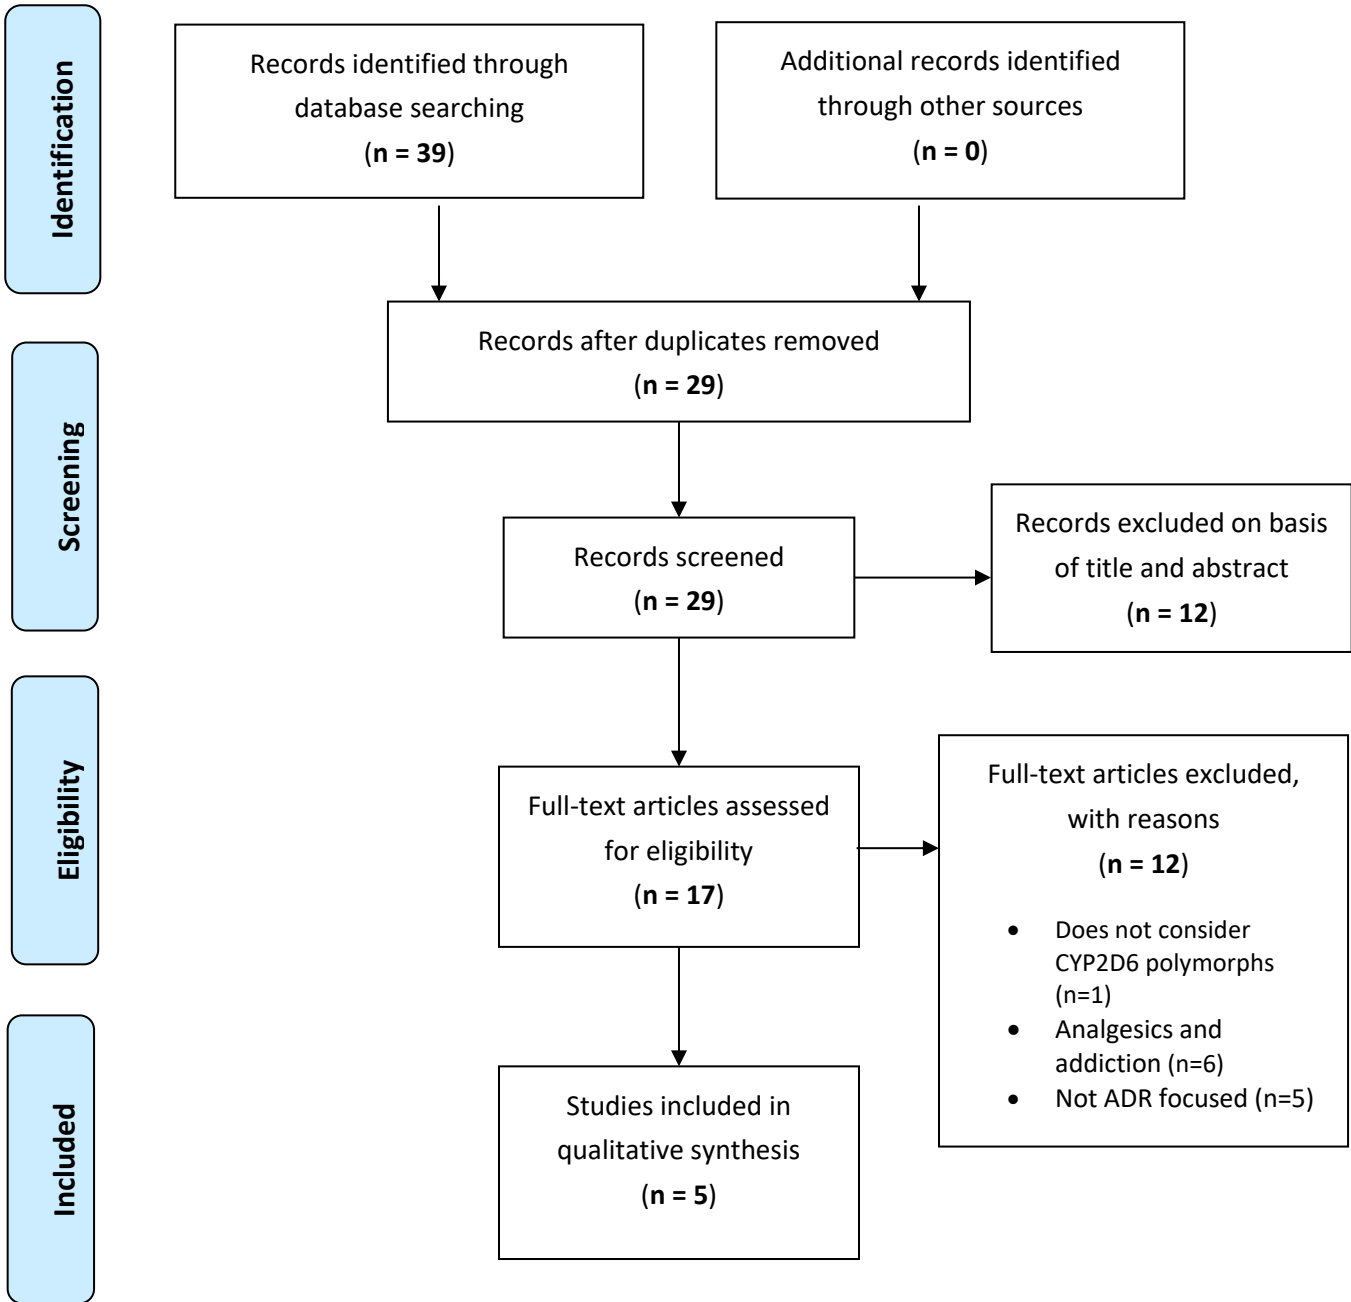 Identification
Records identified through
database searching
(n = 39)
Additional records identified
through other sources
(n = 0)
Records after duplicates removed
(n = 29)
Screening
Records screened
(n = 29)
Records excluded on basis
of title and abstract
(n = 12)
Eligibility
Full-text articles assessed
for eligibility
(n = 17)
Full-text articles excluded,
with reasons
(n = 12)
• Does not consider
CYP2D6 polymorphs
(n=1)
• Analgesics and
addiction (n=6)
• Not ADR focused (n=5)
Included
Studies included in
qualitative synthesis
(n = 5)